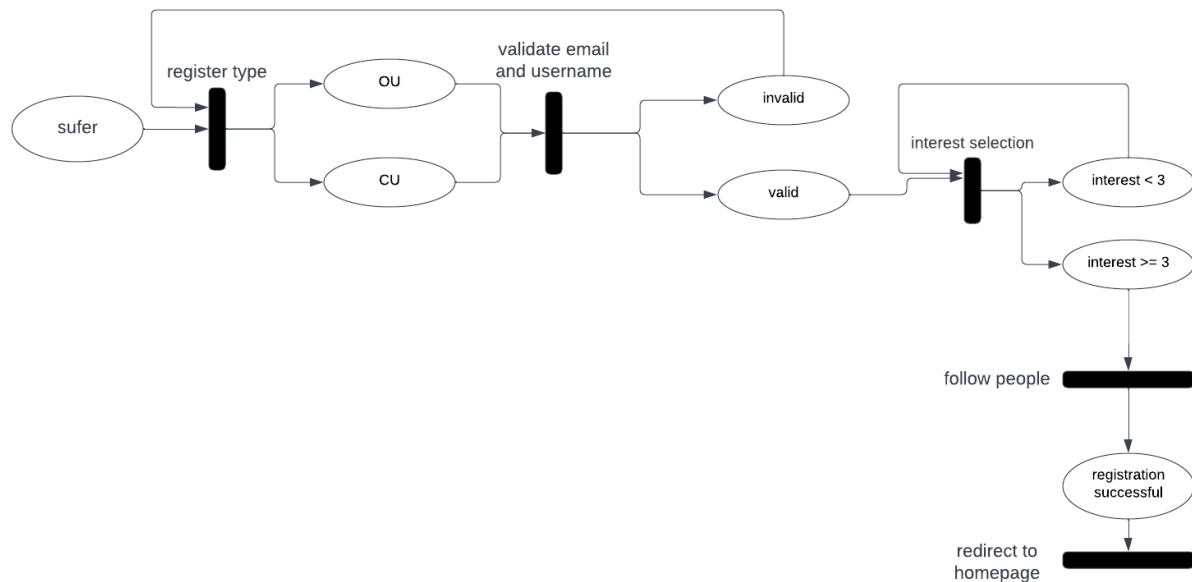 validate email
and username
register type
OU
invalid
sufer
interest selection
CU
valid
interest < 3
interest >= 3
follow people
registration
successful
redirect to
homepage